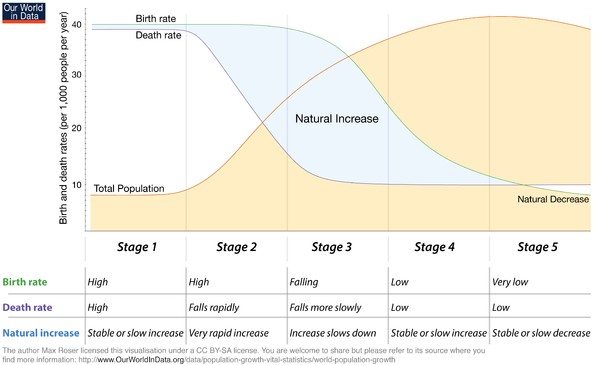 Our World
in Data
Birth and death rates (per 1,000 people per year)
40
30
20
10
Birth rate
Death rate
Natural Increase
Total Population
Natural Decrease
Stage 1 Stage 2 Stage 3 Stage 4 Stage 5
Birth rate High High Falling Low Very low
Death rate High Falls rapidly Falls more slowly Low Low
Natural increase Stable or slow increase Very rapid increase Increase slows down Stable or slow increase Stable or slow decrease
The author Max Roser licensed this visualisation under a CC BY-SA license. You are welcome to share but please refer to its source where you
find more information: http://www.OurWorldInData.org/data/population-growth-vital-statistics/world-population-growth